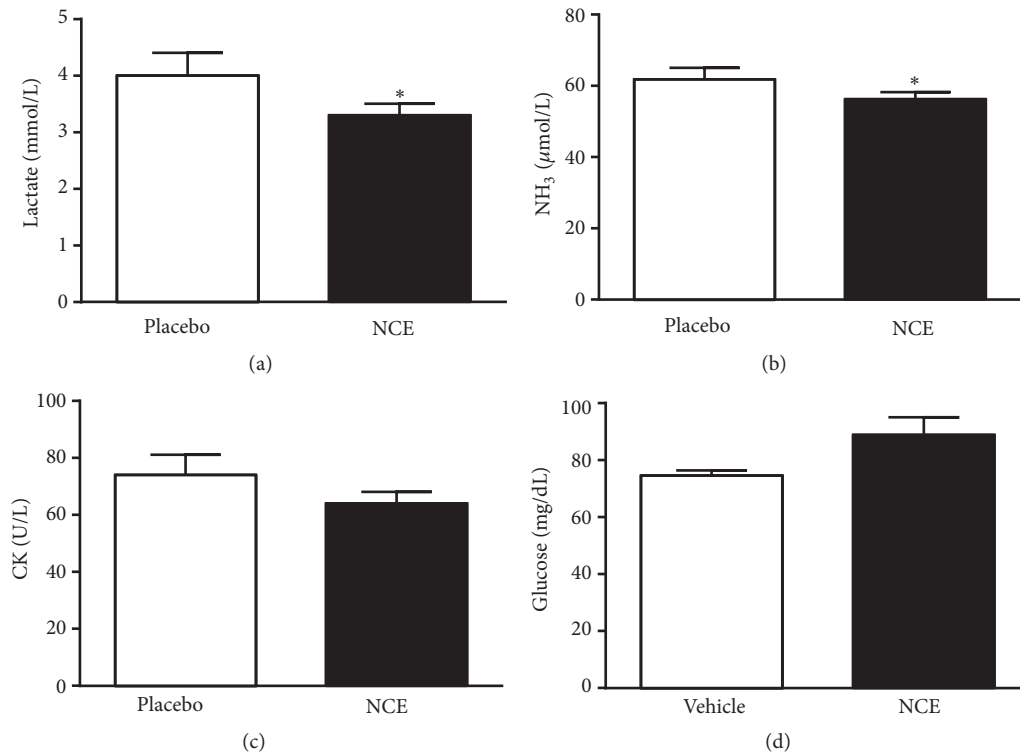 5
4
3
2
1
0
Lactate (mmol/L)
*
Placebo NCE
(a)
80
60
40
20
0
NH₃ (μmol/L)
*
Placebo NCE
(b)
100
80
60
40
20
0
CK (U/L)
Placebo NCE
(c)
100
80
60
40
20
0
Glucose (mg/dL)
Vehicle NCE
(d)